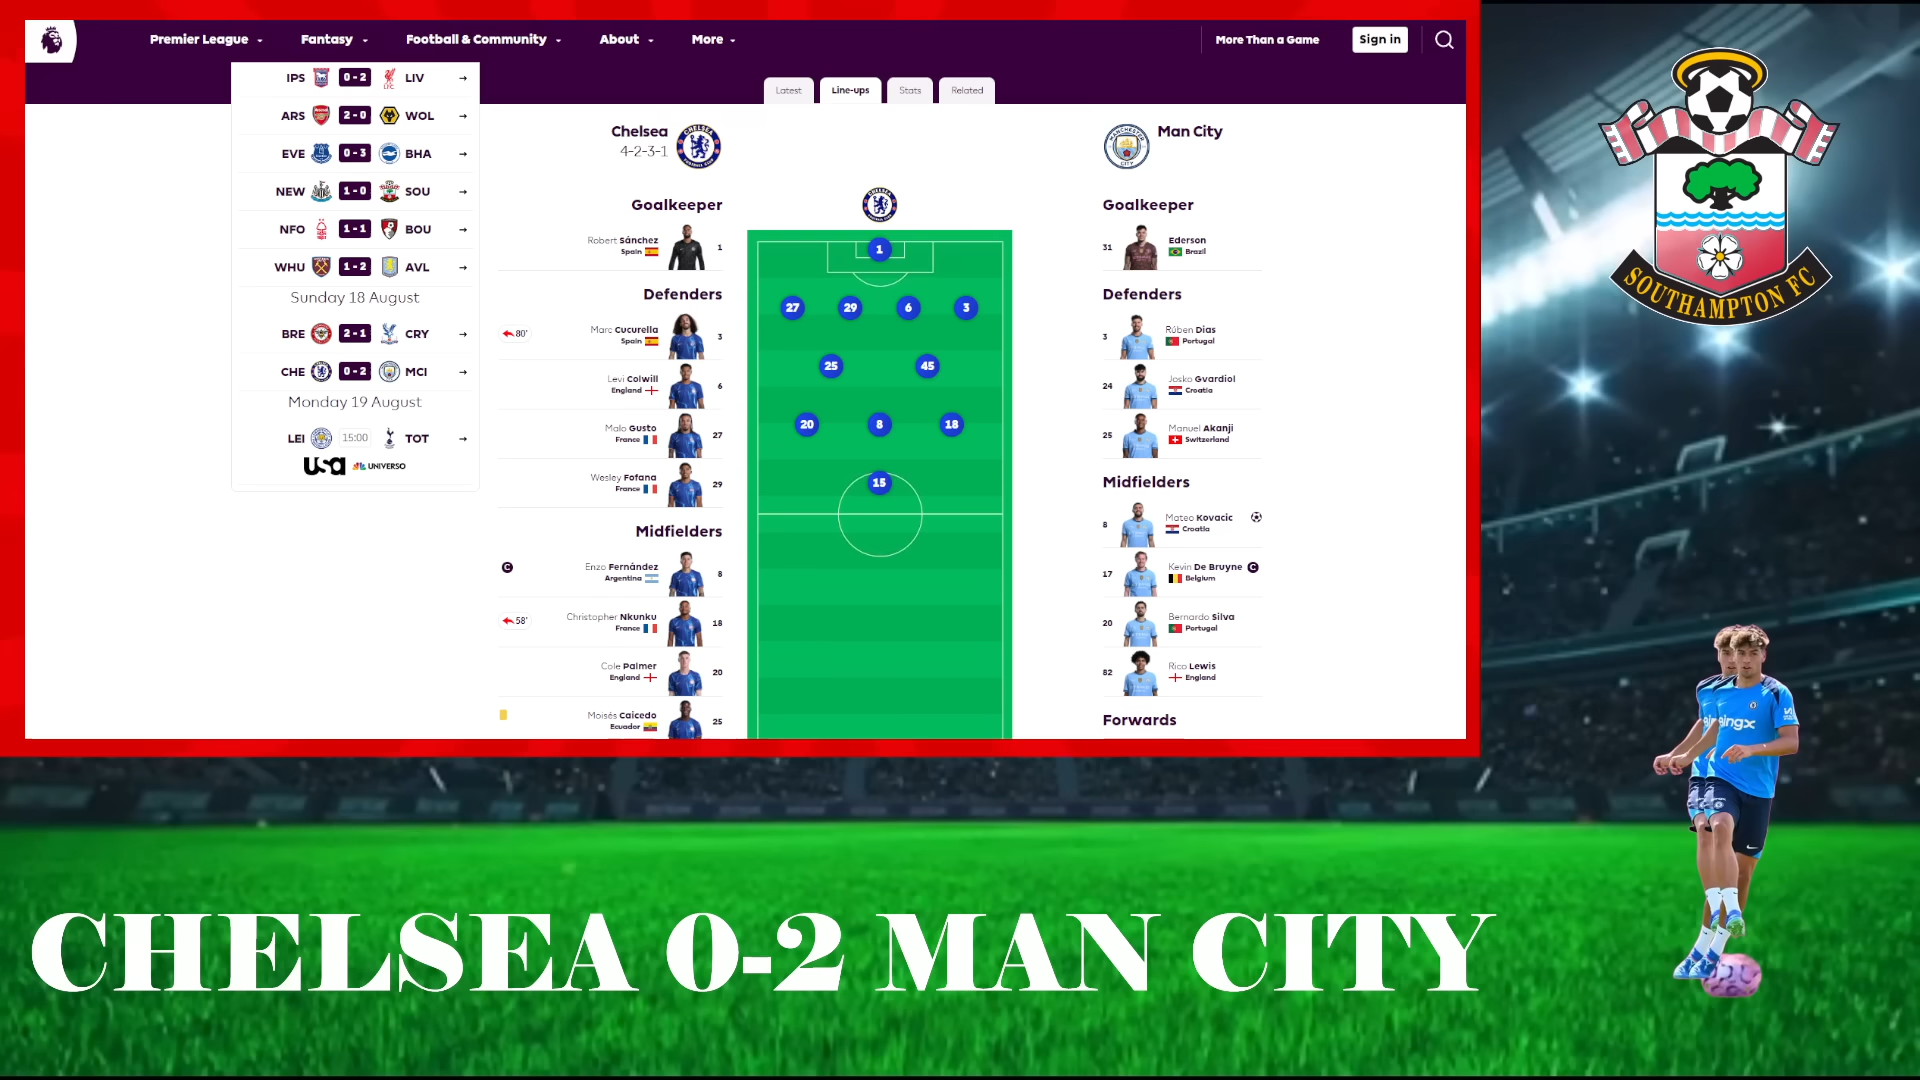 Premier League
Fantasy
Football & Community
About
More
More Than a Game
Sign in
IPS 0-2 LIV
ARS 2-0 WOL
EVE 0-3 BHA
NEW 1-0 SOU
NFO 1-1 BOU
WHU 1-2 AVL
Sunday 18 August
BRE 2-1 CRY
CHE 0-2 MCI
Monday 19 August
LEI 15:00 TOT
USA UNIVERSO
Latest
Line-ups
Stats
Related
Chelsea
4-2-3-1
Goalkeeper
Robert Sánchez 1
Spain
Defenders
80' Marc Cucurella 3
Spain
Levi Colwill 6
England
Malo Gusto 27
France
Wesley Fofana 29
France
Midfielders
C Enzo Fernández 8
Argentina
58' Christopher Nkunku 18
France
Cole Palmer 20
England
Moisés Caicedo 25
Ecuador
1
27 29 6 3
25 45
20 8 18
15
Man City
Goalkeeper
31 Ederson
Brazil
Defenders
3 Rúben Dias
Portugal
24 Josko Gvardiol
Croatia
25 Manuel Akanji
Switzerland
Midfielders
8 Mateo Kovacic
Croatia
17 Kevin De Bruyne C
Belgium
20 Bernardo Silva
Portugal
82 Rico Lewis
England
Forwards
SOUTHAMPTON FC
CHELSEA 0-2 MAN CITY